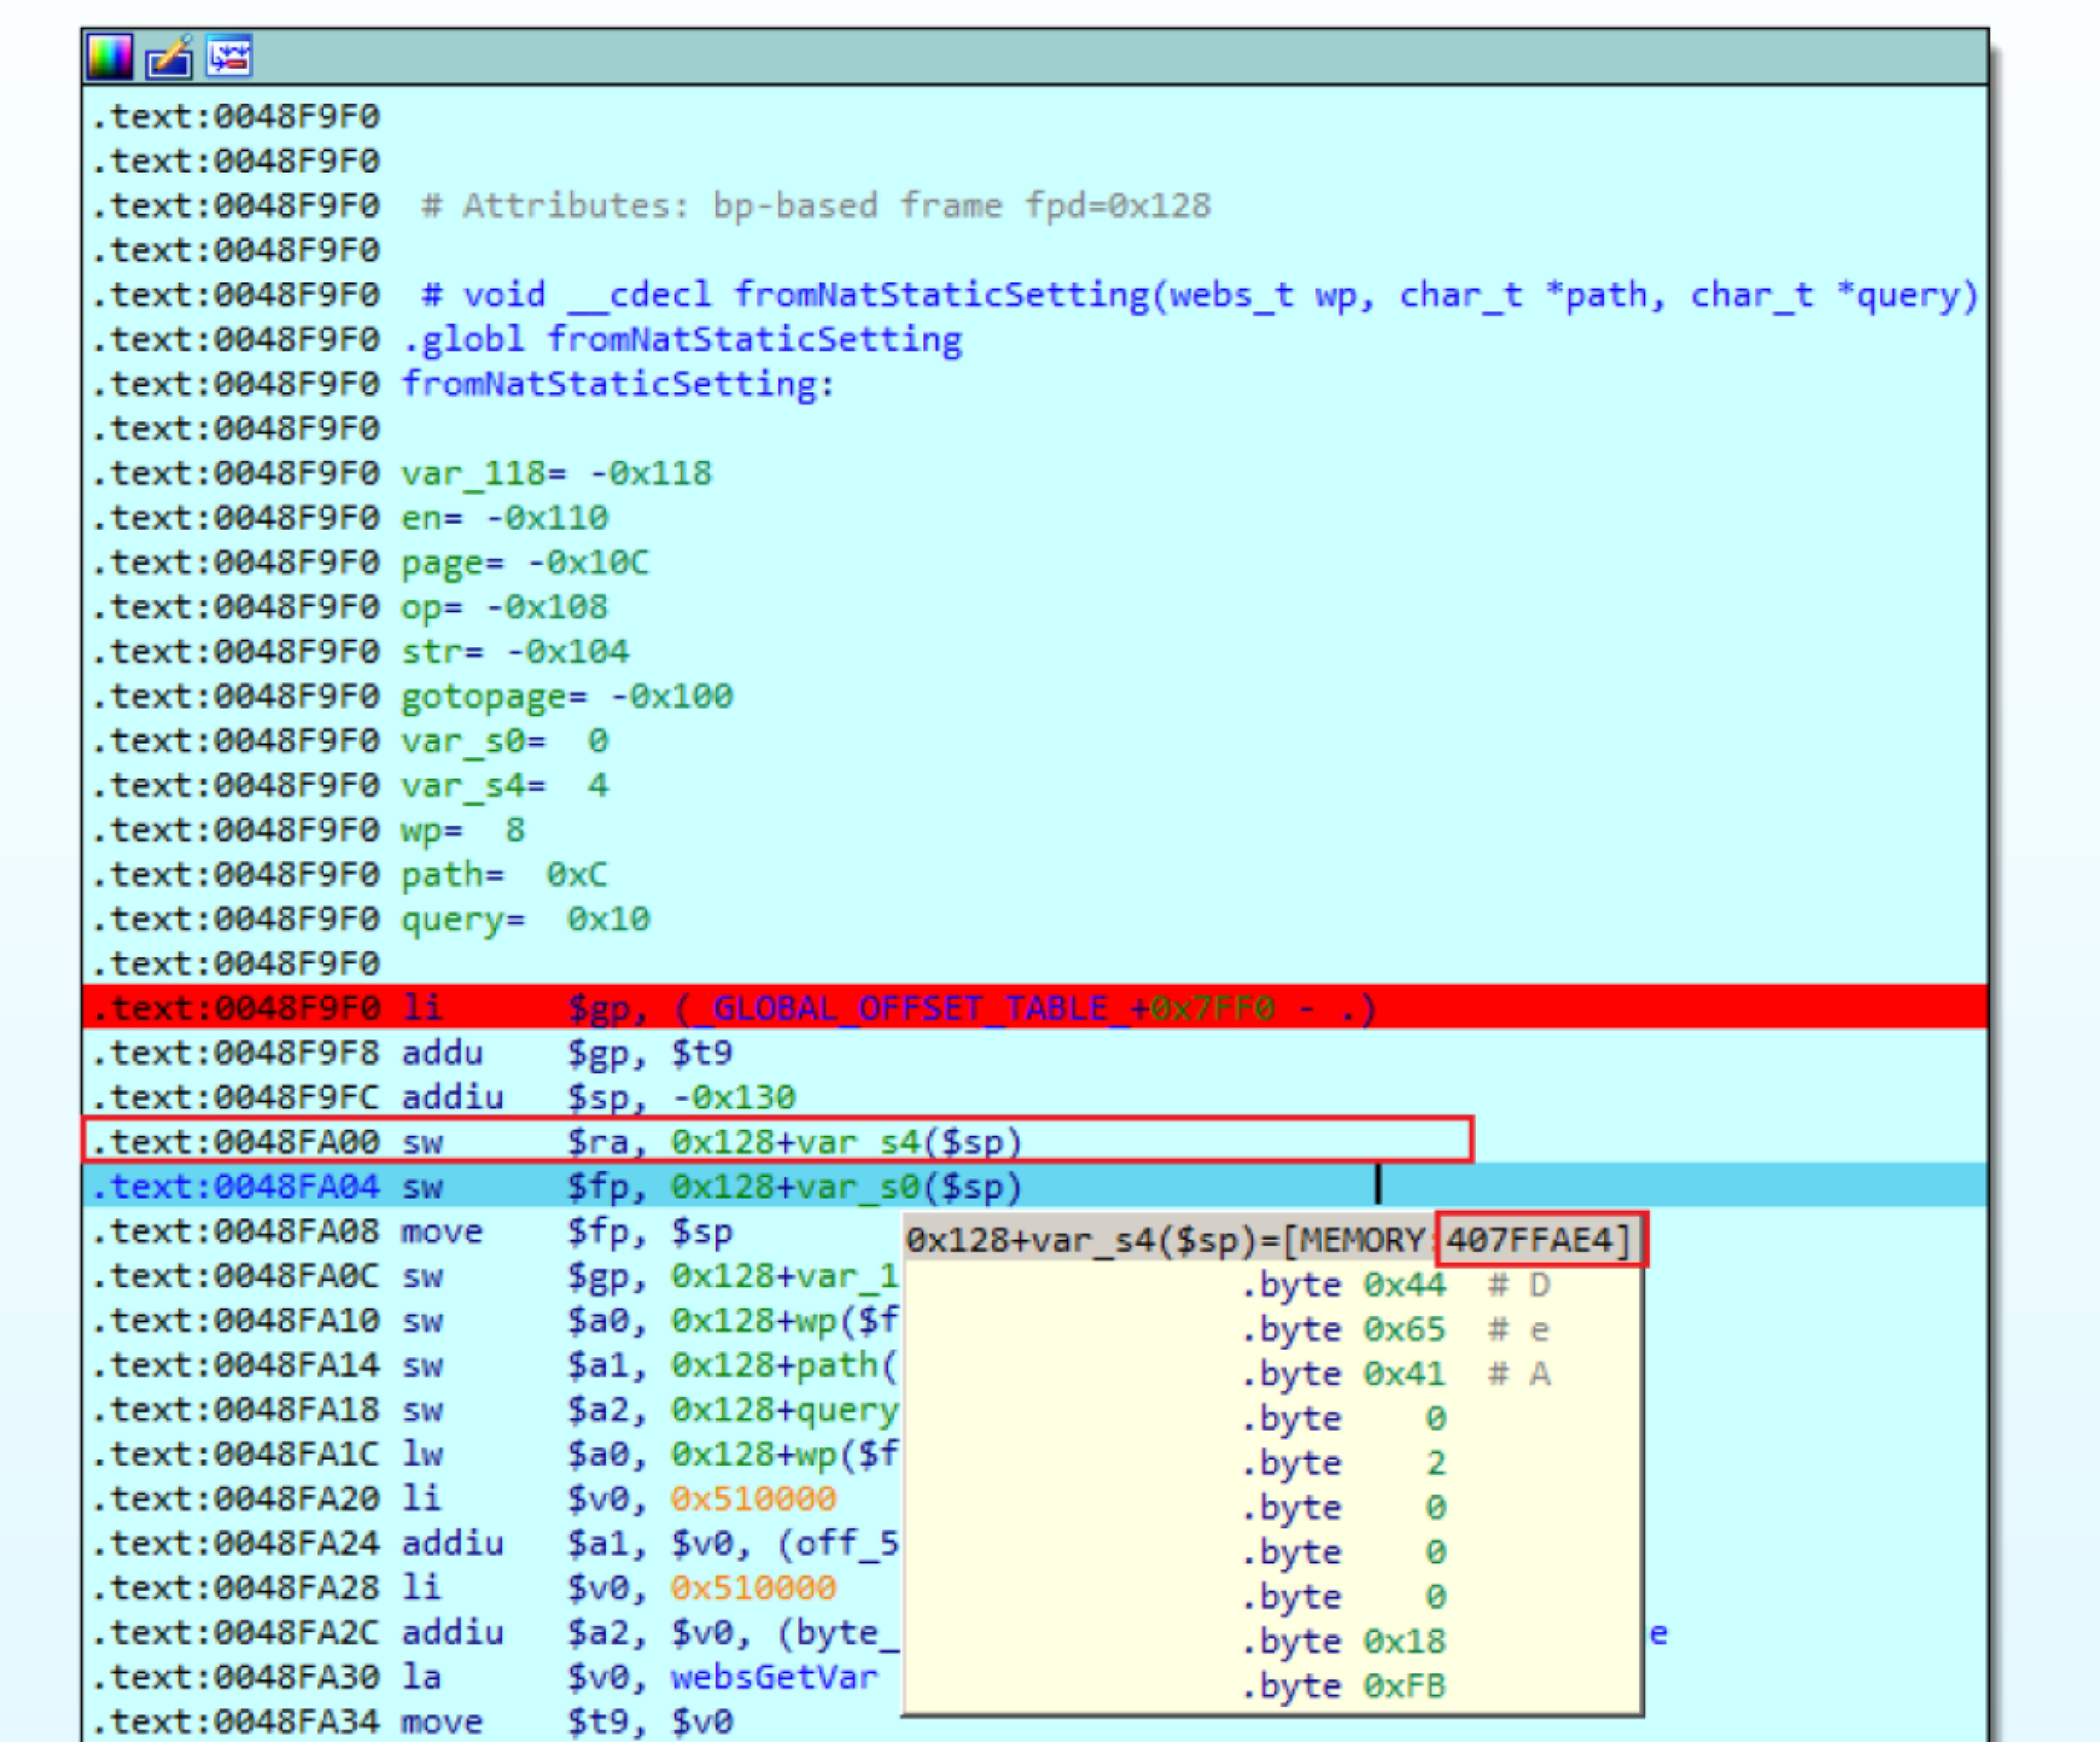 .text:0048F9F0
.text:0048F9F0
.text:0048F9F0 # Attributes: bp-based frame fpd=0x128
.text:0048F9F0
.text:0048F9F0 # void __cdecl fromNatStaticSetting(webs_t wp, char_t *path, char_t *query)
.text:0048F9F0 .globl fromNatStaticSetting
.text:0048F9F0 fromNatStaticSetting:
.text:0048F9F0
.text:0048F9F0 var_118= -0x118
.text:0048F9F0 en= -0x110
.text:0048F9F0 page= -0x10C
.text:0048F9F0 op= -0x108
.text:0048F9F0 str= -0x104
.text:0048F9F0 gotopage= -0x100
.text:0048F9F0 var_s0= 0
.text:0048F9F0 var_s4= 4
.text:0048F9F0 wp= 8
.text:0048F9F0 path= 0xC
.text:0048F9F0 query= 0x10
.text:0048F9F0
.text:0048F9F0 li $gp, (_GLOBAL_OFFSET_TABLE_+0x7FF0 - .)
.text:0048F9F8 addu $gp, $t9
.text:0048F9FC addiu $sp, -0x130
.text:0048FA00 sw $ra, 0x128+var_s4($sp)
.text:0048FA04 sw $fp, 0x128+var_s0($sp)
.text:0048FA08 move $fp, $sp
.text:0048FA0C sw $gp, 0x128+var_1
.text:0048FA10 sw $a0, 0x128+wp($f
.text:0048FA14 sw $a1, 0x128+path(
.text:0048FA18 sw $a2, 0x128+query
.text:0048FA1C lw $a0, 0x128+wp($f
.text:0048FA20 li $v0, 0x510000
.text:0048FA24 addiu $a1, $v0, (off_5
.text:0048FA28 li $v0, 0x510000
.text:0048FA2C addiu $a2, $v0, (byte_ e
.text:0048FA30 la $v0, websGetVar
.text:0048FA34 move $t9, $v0
0x128+var_s4($sp)=[MEMORY:407FFAE4]
.byte 0x44 # D
.byte 0x65 # e
.byte 0x41 # A
.byte 0
.byte 2
.byte 0
.byte 0
.byte 0
.byte 0x18
.byte 0xFB